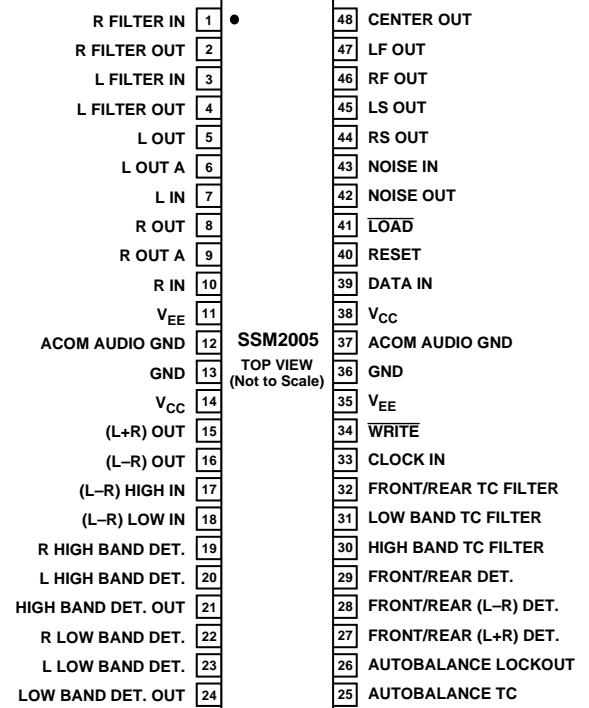 R FILTER IN 1 48 CENTER OUT
R FILTER OUT 2 47 LF OUT
L FILTER IN 3 46 RF OUT
L FILTER OUT 4 45 LS OUT
L OUT 5 44 RS OUT
L OUT A 6 43 NOISE IN
L IN 7 42 NOISE OUT
R OUT 8 41 LOAD
R OUT A 9 40 RESET
R IN 10 39 DATA IN
VEE 11 38 VCC
ACOM AUDIO GND 12 SSM2005 37 ACOM AUDIO GND
TOP VIEW
GND 13 (Not to Scale) 36 GND
VCC 14 35 VEE
(L+R) OUT 15 34 WRITE
(L–R) OUT 16 33 CLOCK IN
(L–R) HIGH IN 17 32 FRONT/REAR TC FILTER
(L–R) LOW IN 18 31 LOW BAND TC FILTER
R HIGH BAND DET. 19 30 HIGH BAND TC FILTER
L HIGH BAND DET. 20 29 FRONT/REAR DET.
HIGH BAND DET. OUT 21 28 FRONT/REAR (L–R) DET.
R LOW BAND DET. 22 27 FRONT/REAR (L+R) DET.
L LOW BAND DET. 23 26 AUTOBALANCE LOCKOUT
LOW BAND DET. OUT 24 25 AUTOBALANCE TC